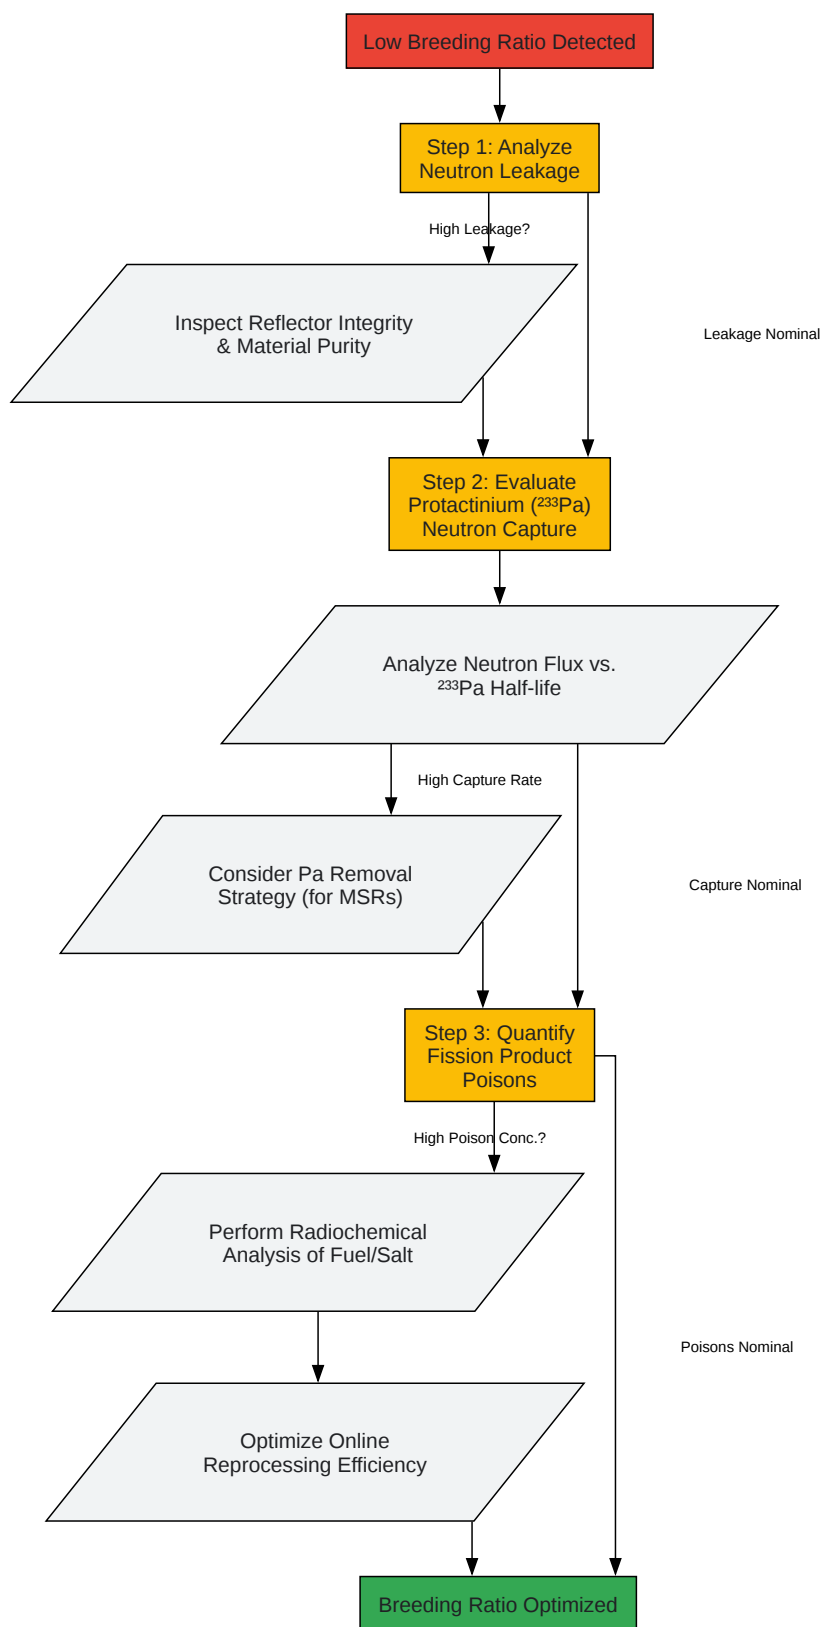 Low Breeding Ratio Detected
Step 1: Analyze
Neutron Leakage
High Leakage?
Inspect Reflector Integrity
& Material Purity
Leakage Nominal
Step 2: Evaluate
Protactinium (²³³Pa)
Neutron Capture
Analyze Neutron Flux vs.
²³³Pa Half-life
High Capture Rate
Consider Pa Removal
Strategy (for MSRs)
Capture Nominal
Step 3: Quantify
Fission Product
Poisons
High Poison Conc.?
Perform Radiochemical
Analysis of Fuel/Salt
Poisons Nominal
Optimize Online
Reprocessing Efficiency
Breeding Ratio Optimized